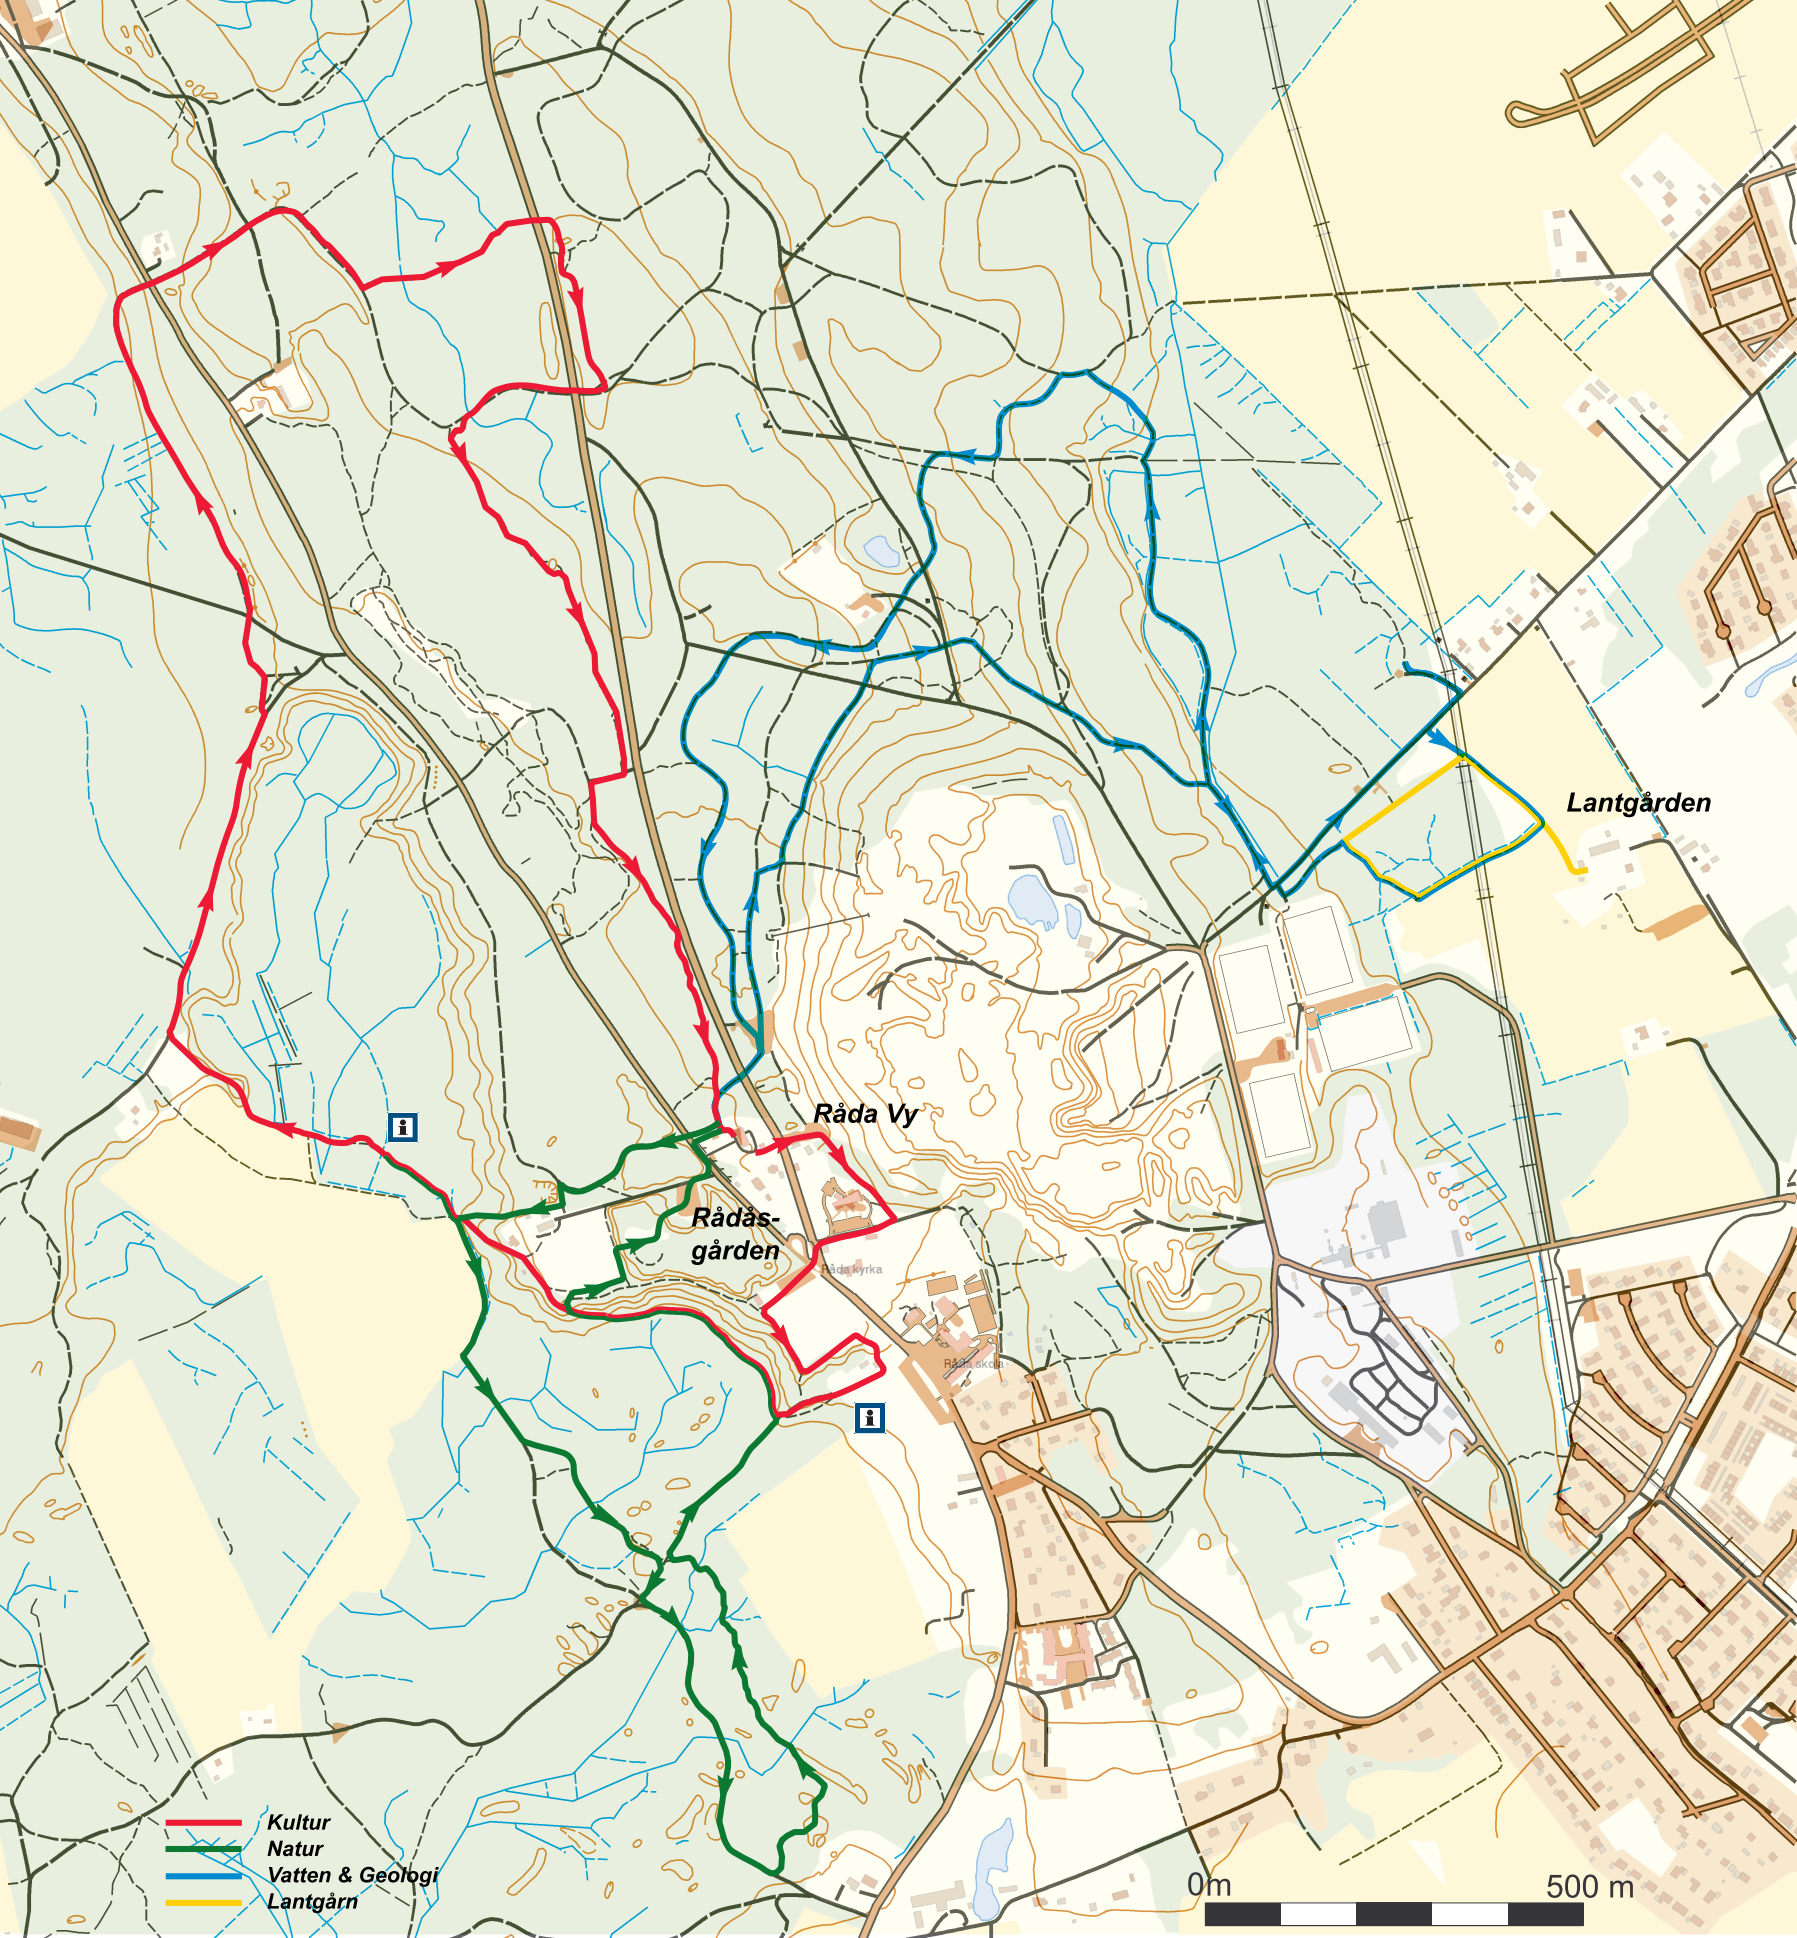 Lantgården
Råda Vy
Rådås-
gården
Råda kyrka
Råda skola
i
i
Kultur
Natur
Vatten & Geologi
Lantgårn
0m
500 m